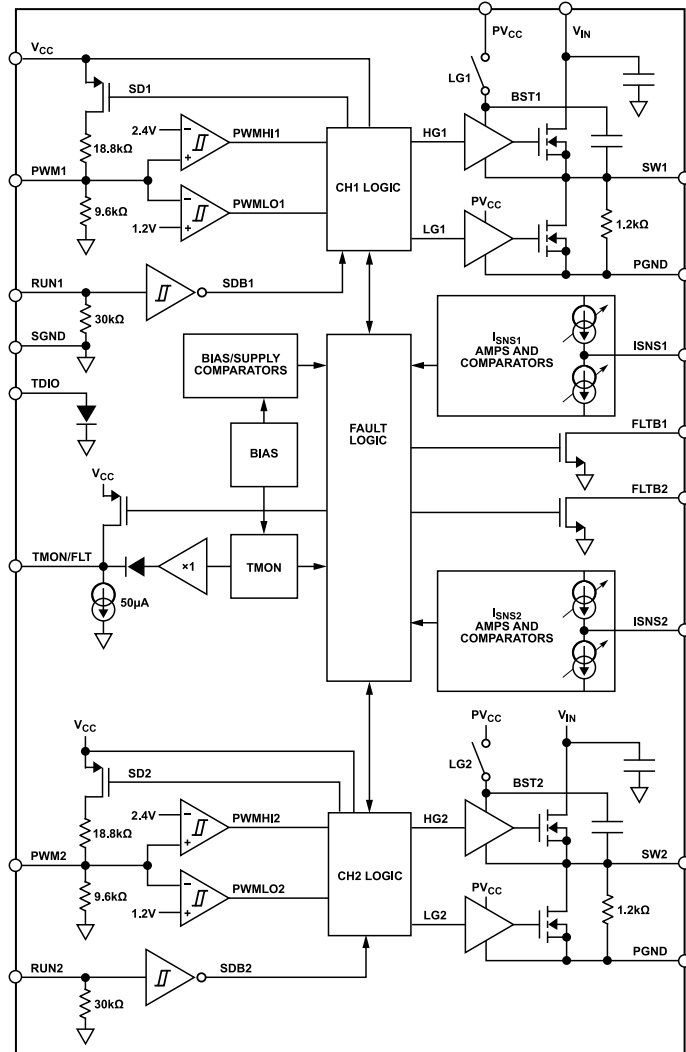 PVCC VIN
VCC
SD1
LG1
BST1
2.4V
PWMHI1
18.8kΩ
HG1
PWM1
CH1 LOGIC
SW1
9.6kΩ
1.2V
PWMLO1
PVCC
LG1
1.2kΩ
PGND
RUN1
SDB1
30kΩ
SGND
ISNS1
AMPS AND
COMPARATORS
ISNS1
BIAS/SUPPLY
COMPARATORS
TDIO
FAULT
LOGIC
FLTB1
BIAS
VCC
FLTB2
TMON/FLT
×1
TMON
50µA
ISNS2
AMPS AND
COMPARATORS
ISNS2
VCC
PVCC VIN
SD2
LG2
BST2
2.4V
PWMHI2
18.8kΩ
HG2
PWM2
CH2 LOGIC
SW2
9.6kΩ
1.2V
PWMLO2
PVCC
LG2
1.2kΩ
PGND
RUN2
SDB2
30kΩ